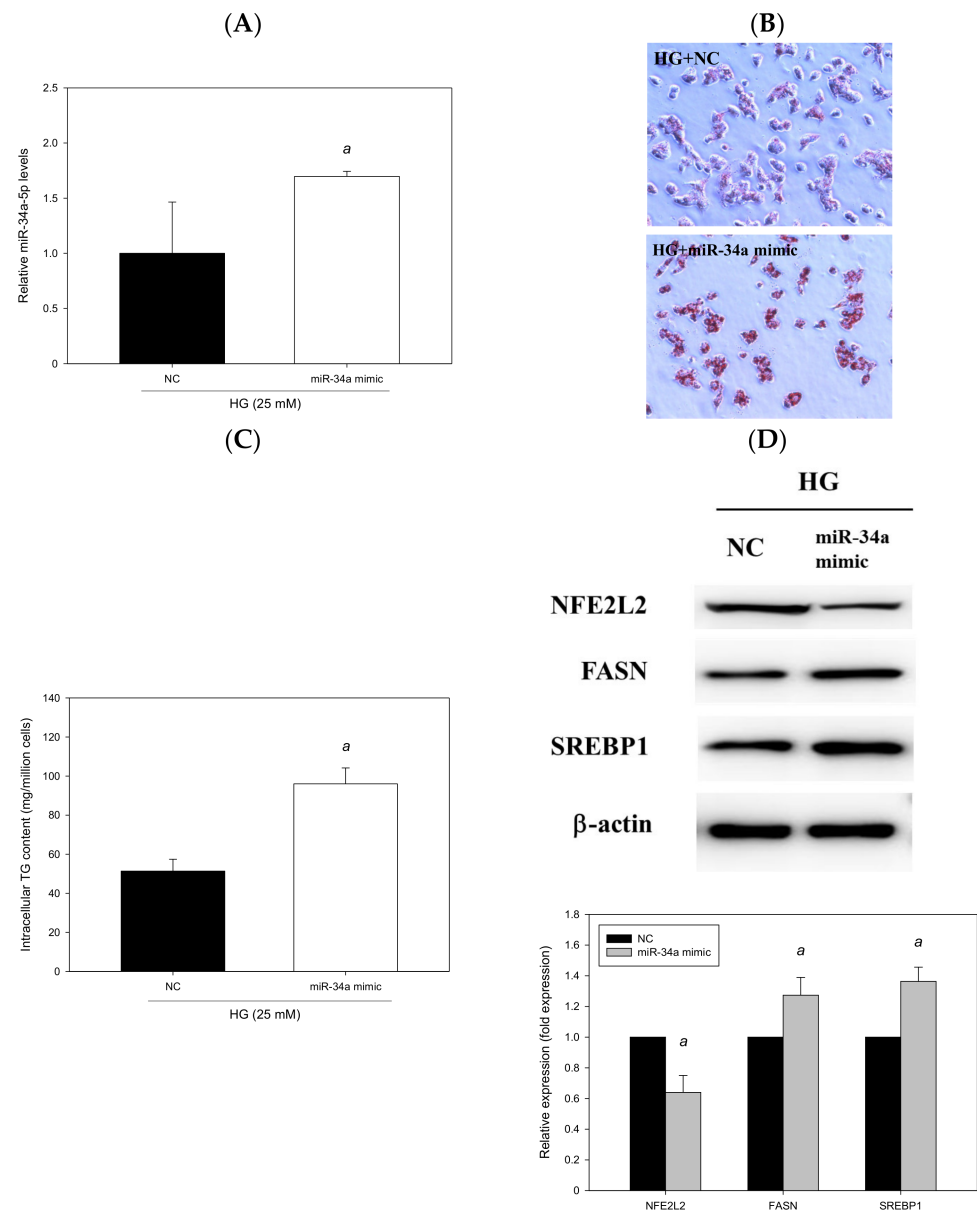 (A)
2.5
2.0
1.5
1.0
0.5
0
Relative miR-34a-5p levels
a
NC
miR-34a mimic
HG (25 mM)
(B)
HG+NC
HG+miR-34a mimic
(C)
140
120
100
80
60
40
20
0
Intracellular TG content (mg/million cells)
a
NC
miR-34a mimic
HG (25 mM)
(D)
HG
NC
miR-34a
mimic
NFE2L2
FASN
SREBP1
β-actin
1.8
1.6
1.4
1.2
1.0
0.8
0.6
0.4
0.2
0
Relative expression (fold expression)
NC
miR-34a mimic
a
a
a
NFE2L2
FASN
SREBP1